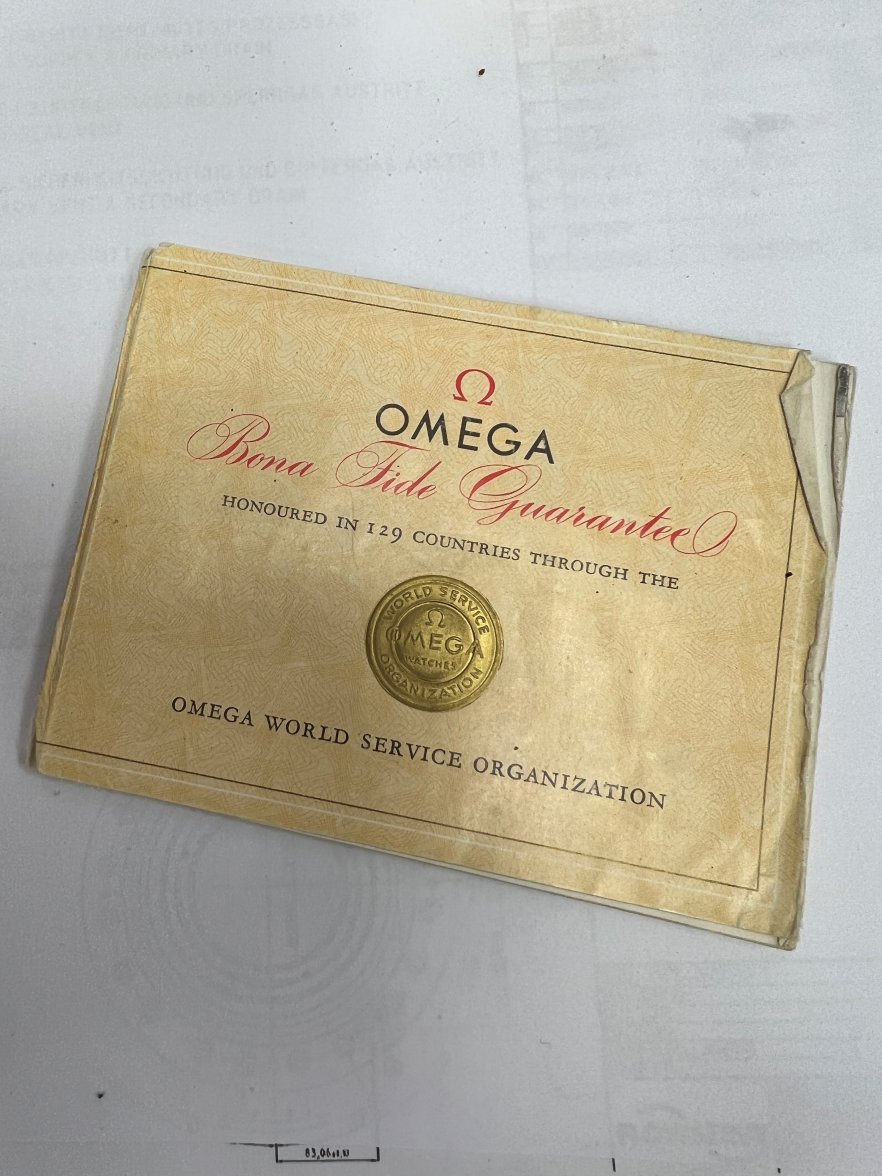 Ω
OMEGA
Bona Fide Guarantee
HONOURED IN 129 COUNTRIES THROUGH THE
WORLD SERVICE
Ω
OMEGA
WATCHES
ORGANIZATION
OMEGA WORLD SERVICE ORGANIZATION